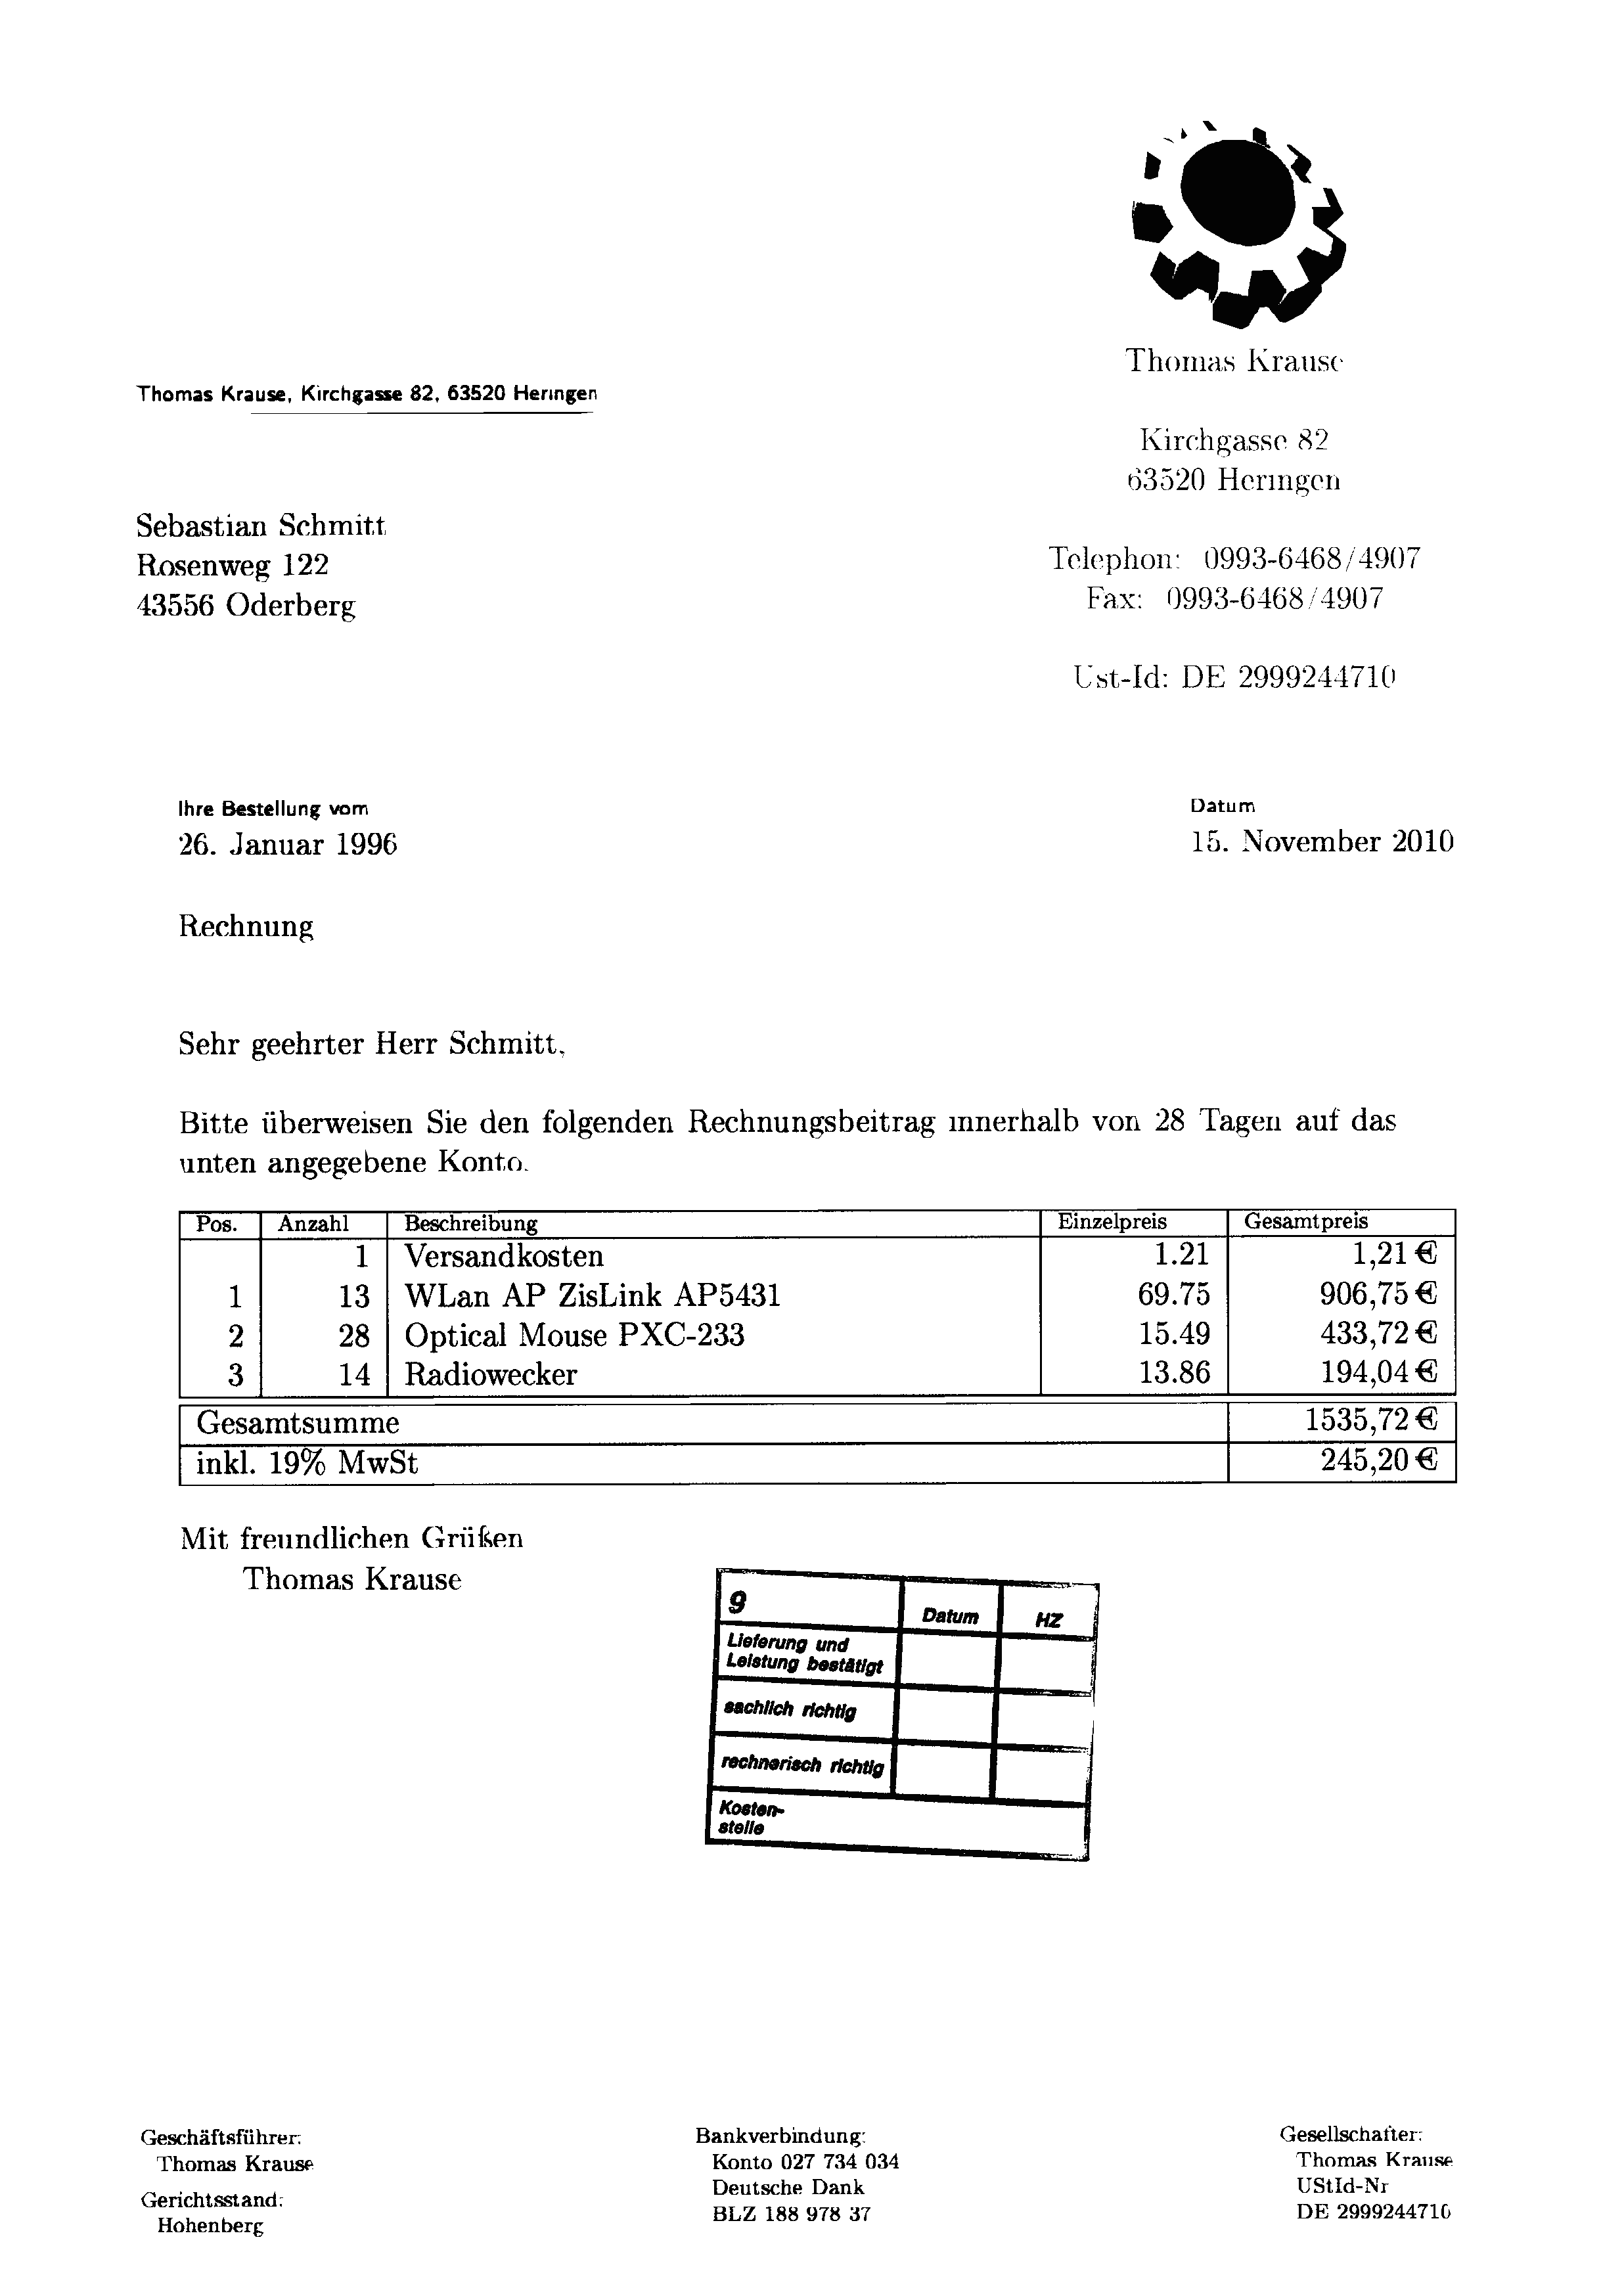 Thomas Krause
Kirchgasse 82
63520 Heringen
Telephon: 0993-6468/4907
Fax: 0993-6468/4907
Ust-Id: DE 2999244710
Thomas Krause, Kirchgasse 82, 63520 Heringen
Sebastian Schmitt
Rosenweg 122
43556 Oderberg
Ihre Bestellung vom
26. Januar 1996
Datum
15. November 2010
Rechnung
Sehr geehrter Herr Schmitt,
Bitte überweisen Sie den folgenden Rechnungsbeitrag innerhalb von 28 Tagen auf das
unten angegebene Konto.
Pos. Anzahl Beschreibung Einzelpreis Gesamtpreis
1 Versandkosten 1.21 1,21 €
1 13 WLan AP ZisLink AP5431 69.75 906,75 €
2 28 Optical Mouse PXC-233 15.49 433,72 €
3 14 Radiowecker 13.86 194,04 €
Gesamtsumme 1535,72 €
inkl. 19% MwSt 245,20 €
Mit freundlichen Grüßen
Thomas Krause
9 Datum HZ
Lieferung und
Leistung bestätigt
sachlich richtig
rechnerisch richtig
Kosten-
stelle
Geschäftsführer:
Thomas Krause
Gerichtsstand:
Hohenberg
Bankverbindung:
Konto 027 734 034
Deutsche Dank
BLZ 188 978 37
Gesellschafter:
Thomas Krause
UStId-Nr
DE 2999244710